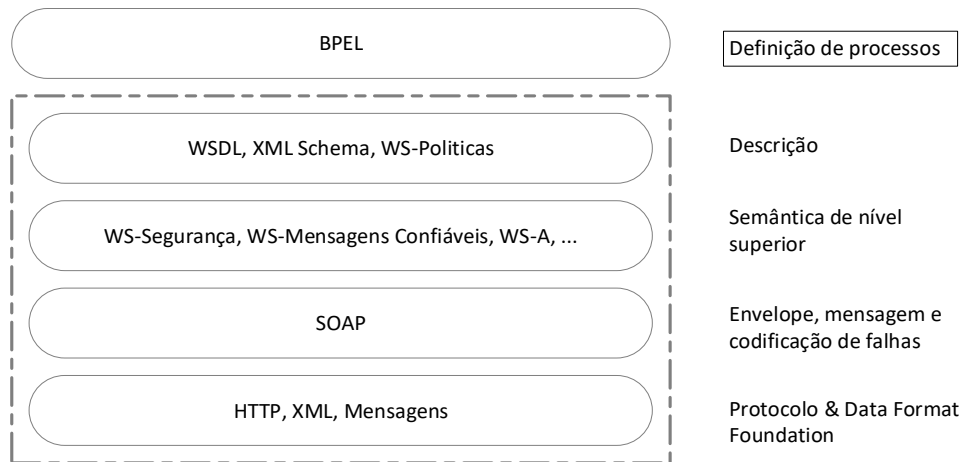 BPEL
Definição de processos
WSDL, XML Schema, WS-Politicas
Descrição
WS-Segurança, WS-Mensagens Confiáveis, WS-A, ...
Semântica de nível
superior
SOAP
Envelope, mensagem e
codificação de falhas
HTTP, XML, Mensagens
Protocolo & Data Format
Foundation